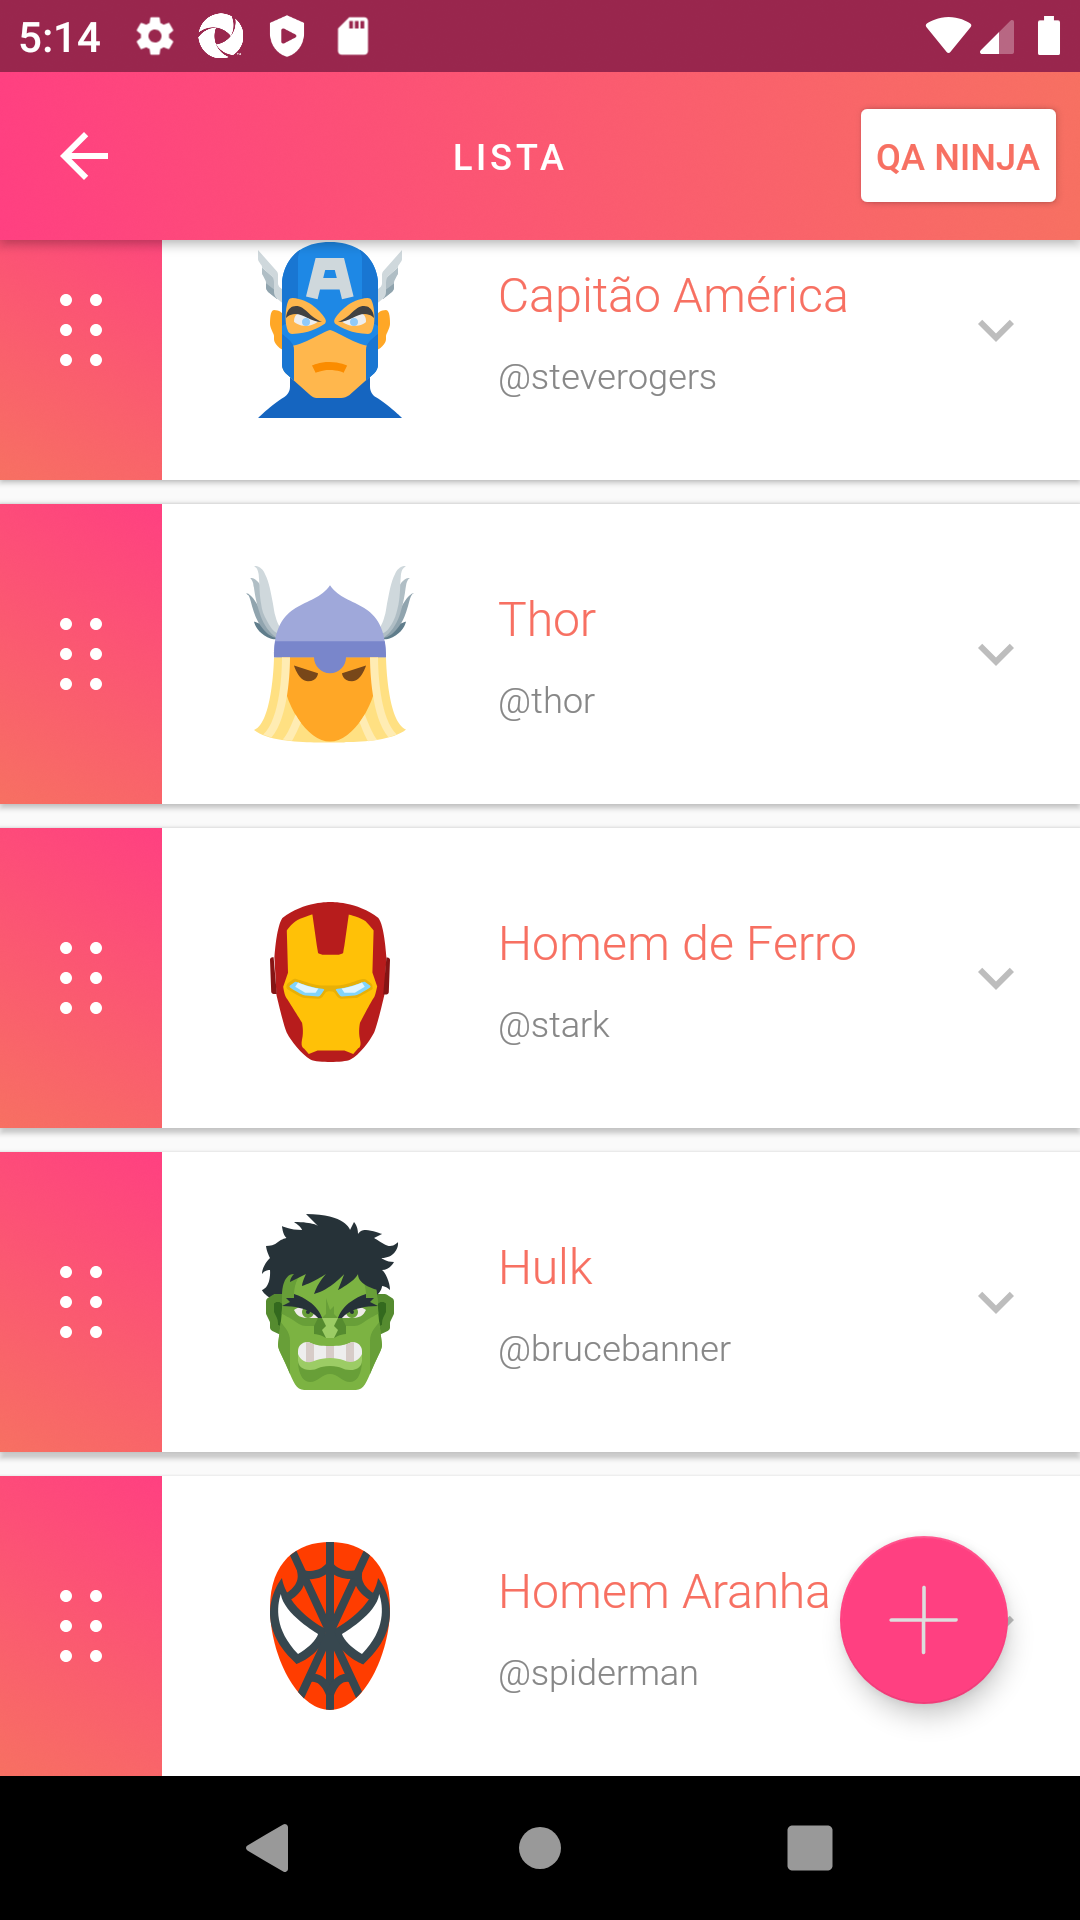 5:14
LISTA
QA NINJA
Capitão América
@steverogers
Thor
@thor
Homem de Ferro
@stark
Hulk
@brucebanner
Homem Aranha
@spiderman